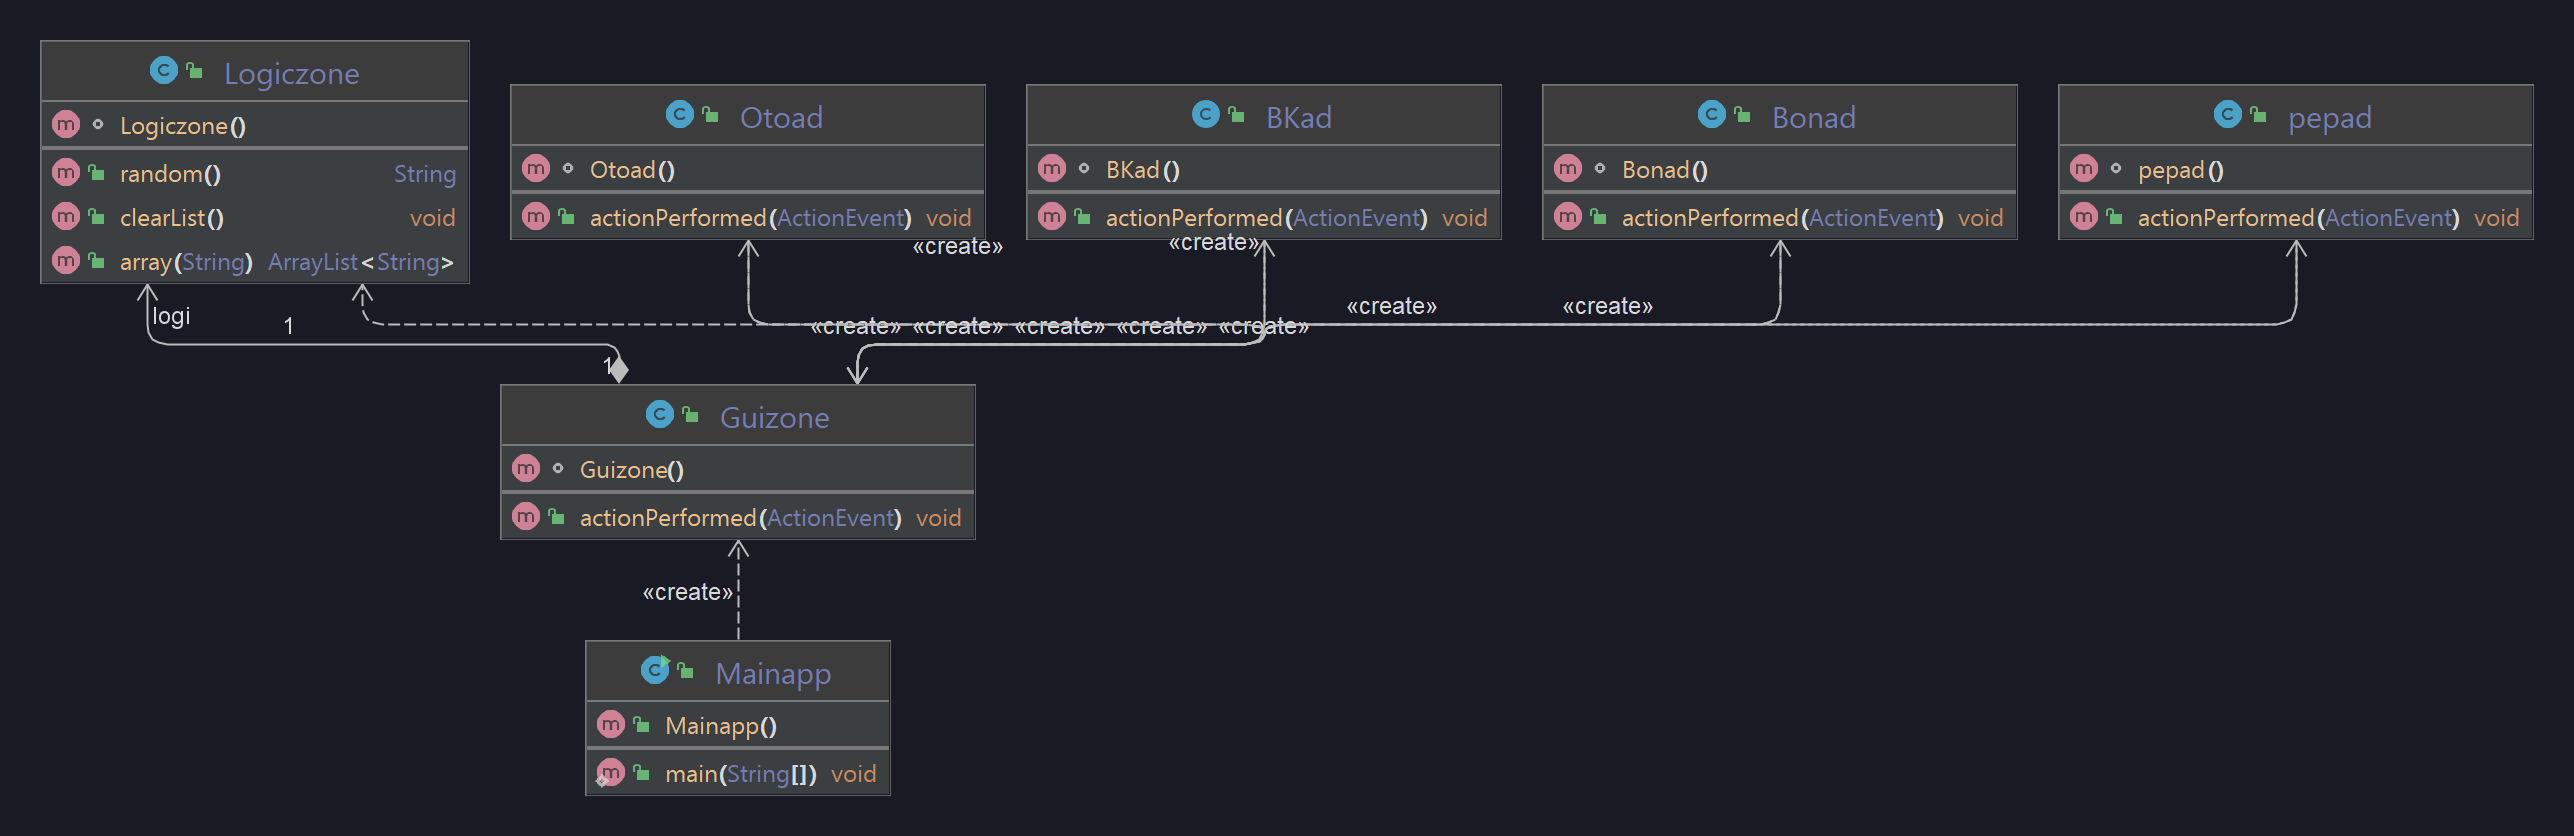 Logiczone
Logiczone()
random() String
clearList() void
array(String) ArrayList<String>
Otoad
Otoad()
actionPerformed(ActionEvent) void
BKad
BKad()
actionPerformed(ActionEvent) void
Bonad
Bonad()
actionPerformed(ActionEvent) void
pepad
pepad()
actionPerformed(ActionEvent) void
«create»
«create»
logi
1
«create»
«create»
«create» «create» «create» «create» «create»
1
Guizone
Guizone()
actionPerformed(ActionEvent) void
«create»
Mainapp
Mainapp()
main(String[]) void